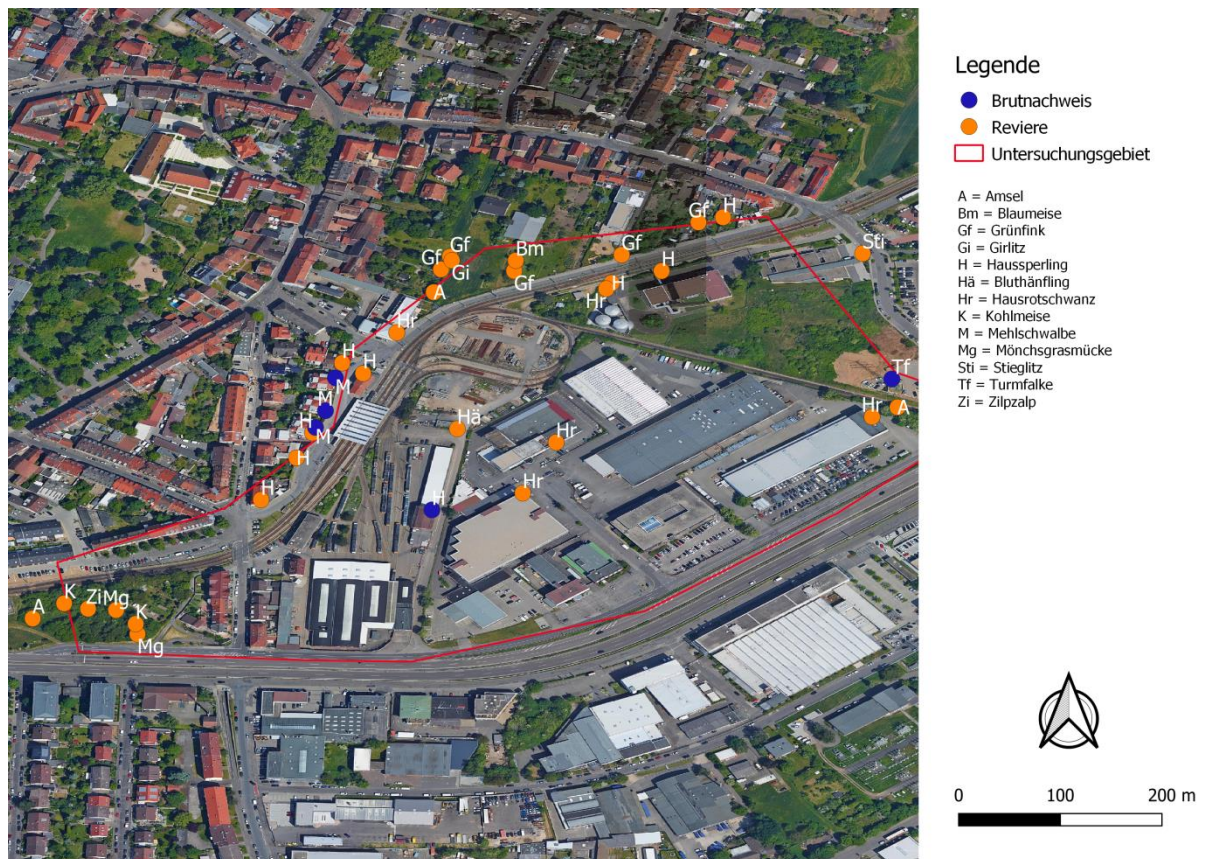 Legende
Brutnachweis
Reviere
Untersuchungsgebiet
A = Amsel
Bm = Blaumeise
Gf = Grünfink
Gi = Girlitz
H = Haussperling
Hä = Bluthänfling
Hr = Hausrotschwanz
K = Kohlmeise
M = Mehlschwalbe
Mg = Mönchsgrasmücke
Sti = Stieglitz
Tf = Turmfalke
Zi = Zilpzalp
Gf H
Gf Bm Gf Sti
Gf Gi Gf H
A H
Hr
Hr
H H
M Tf
M A
H M Hä Hr Hr
H
H H Hr
K Zi Mg
A K
Mg
0 100 200 m